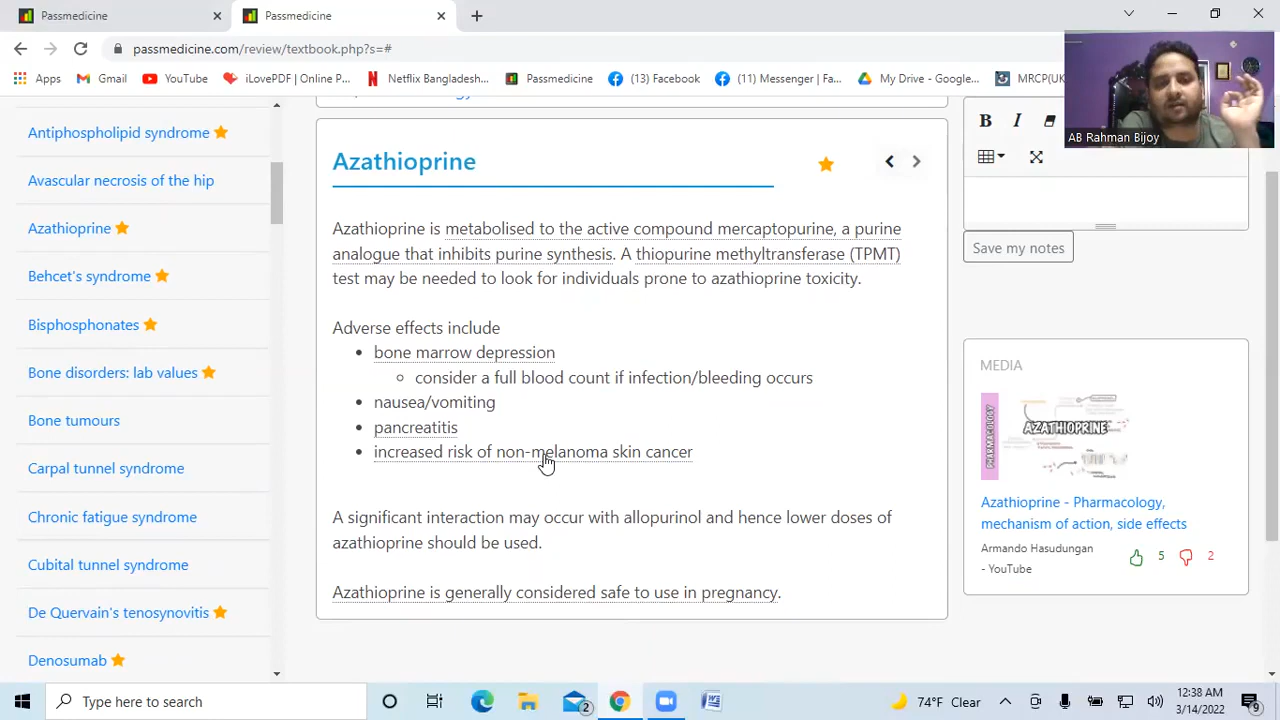 Passmedicine
Passmedicine
passmedicine.com/review/textbook.php?s=#
Apps
Gmail
YouTube
iLovePDF | Online P...
Netflix Bangladesh...
Passmedicine
(13) Facebook
(11) Messenger | Fa...
My Drive - Google...
MRCP(UK
AB Rahman Bijoy
Antiphospholipid syndrome
Avascular necrosis of the hip
Azathioprine
Behcet's syndrome
Bisphosphonates
Bone disorders: lab values
Bone tumours
Carpal tunnel syndrome
Chronic fatigue syndrome
Cubital tunnel syndrome
De Quervain's tenosynovitis
Denosumab
Azathioprine
Azathioprine is metabolised to the active compound mercaptopurine, a purine
analogue that inhibits purine synthesis. A thiopurine methyltransferase (TPMT)
test may be needed to look for individuals prone to azathioprine toxicity.
Adverse effects include
bone marrow depression
consider a full blood count if infection/bleeding occurs
nausea/vomiting
pancreatitis
increased risk of non-melanoma skin cancer
A significant interaction may occur with allopurinol and hence lower doses of
azathioprine should be used.
Azathioprine is generally considered safe to use in pregnancy.
B I
Save my notes
MEDIA
PHARMACOLOGY
AZATHIOPRINE
Azathioprine - Pharmacology,
mechanism of action, side effects
Armando Hasudungan
- YouTube
5
2
Type here to search
2
74°F Clear
12:38 AM
3/14/2022
9